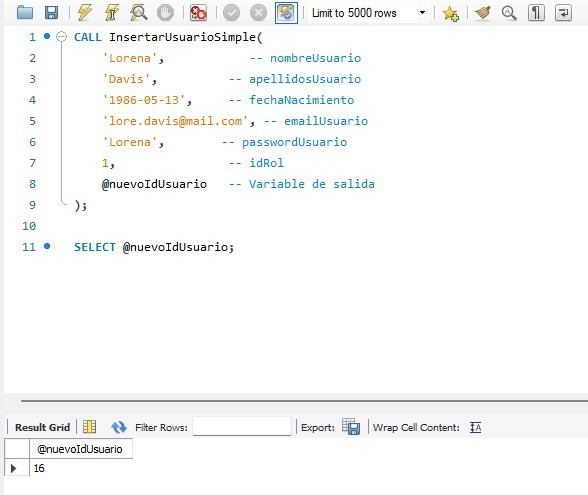 Limit to 5000 rows
1 CALL InsertarUsuarioSimple(
2 'Lorena', -- nombreUsuario
3 'Davis', -- apellidosUsuario
4 '1986-05-13', -- fechaNacimiento
5 'lore.davis@mail.com', -- emailUsuario
6 'Lorena', -- passwordUsuario
7 1, -- idRol
8 @nuevoIdUsuario -- Variable de salida
9 );
10
11 SELECT @nuevoIdUsuario;
Result Grid Filter Rows: Export: Wrap Cell Content: IA
@nuevoIdUsuario
16